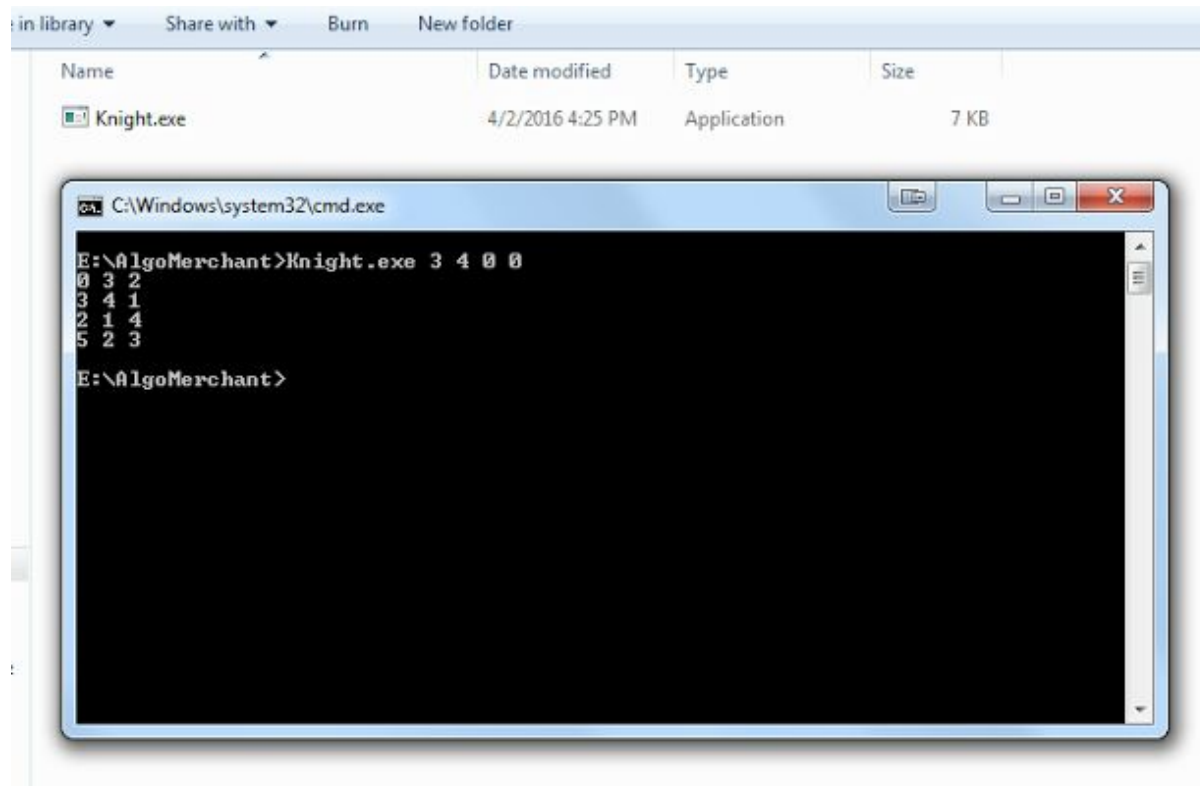 in library Share with Burn New folder
Name Date modified Type Size
Knight.exe 4/2/2016 4:25 PM Application 7 KB
C:\Windows\system32\cmd.exe
E:\AlgoMerchant>Knight.exe 3 4 0 0
0 3 2
3 4 1
2 1 4
5 2 3
E:\AlgoMerchant>